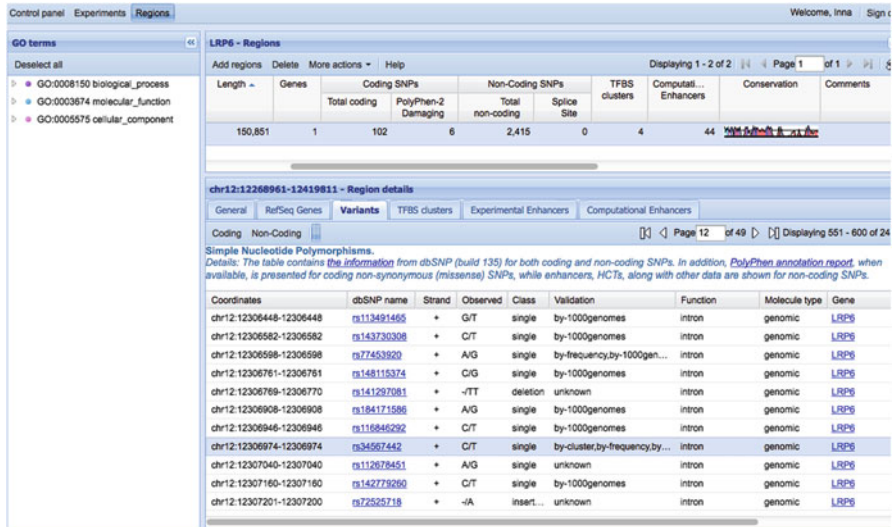 Control panel Experiments Regions Welcome, Inna Sign
GO terms
Deselect all
GO:0008150 biological_process
GO:0003674 molecular_function
GO:0005575 cellular_component
LRP6 - Regions
Add regions Delete More actions Help Displaying 1 - 2 of 2 Page 1 of 1
Length Genes Coding SNPs Non-Coding SNPs TFBS clusters Computati... Enhancers Conservation Comments
Total coding PolyPhen-2 Damaging Total non-coding Splice Site
150,851 1 102 6 2,415 0 4 44
chr12:12268961-12419811 - Region details
General RefSeq Genes Variants TFBS clusters Experimental Enhancers Computational Enhancers
Coding Non-Coding Page 12 of 49 Displaying 551 - 600 of 24
Simple Nucleotide Polymorphisms.
Details: The table contains the information from dbSNP (build 135) for both coding and non-coding SNPs. In addition, PolyPhen annotation report, when
available, is presented for coding non-synonymous (missense) SNPs, while enhancers, HCTs, along with other data are shown for non-coding SNPs.
Coordinates dbSNP name Strand Observed Class Validation Function Molecule type Gene
chr12:12306448-12306448 rs113491465 + G/T single by-1000genomes intron genomic LRP6
chr12:12306582-12306582 rs143730308 + C/T single by-1000genomes intron genomic LRP6
chr12:12306598-12306598 rs77453920 + A/G single by-frequency,by-1000gen... intron genomic LRP6
chr12:12306761-12306761 rs148115374 + C/G single by-1000genomes intron genomic LRP6
chr12:12306769-12306770 rs141297081 + -/TT deletion unknown intron genomic LRP6
chr12:12306908-12306908 rs184171586 + A/G single by-1000genomes intron genomic LRP6
chr12:12306946-12306946 rs116846292 + C/T single by-1000genomes intron genomic LRP6
chr12:12306974-12306974 rs34567442 + C/T single by-cluster,by-frequency,by... intron genomic LRP6
chr12:12307040-12307040 rs112678451 + A/G single unknown intron genomic LRP6
chr12:12307160-12307160 rs142779260 + C/T single by-1000genomes intron genomic LRP6
chr12:12307201-12307200 rs72525718 + -/A insert... unknown intron genomic LRP6